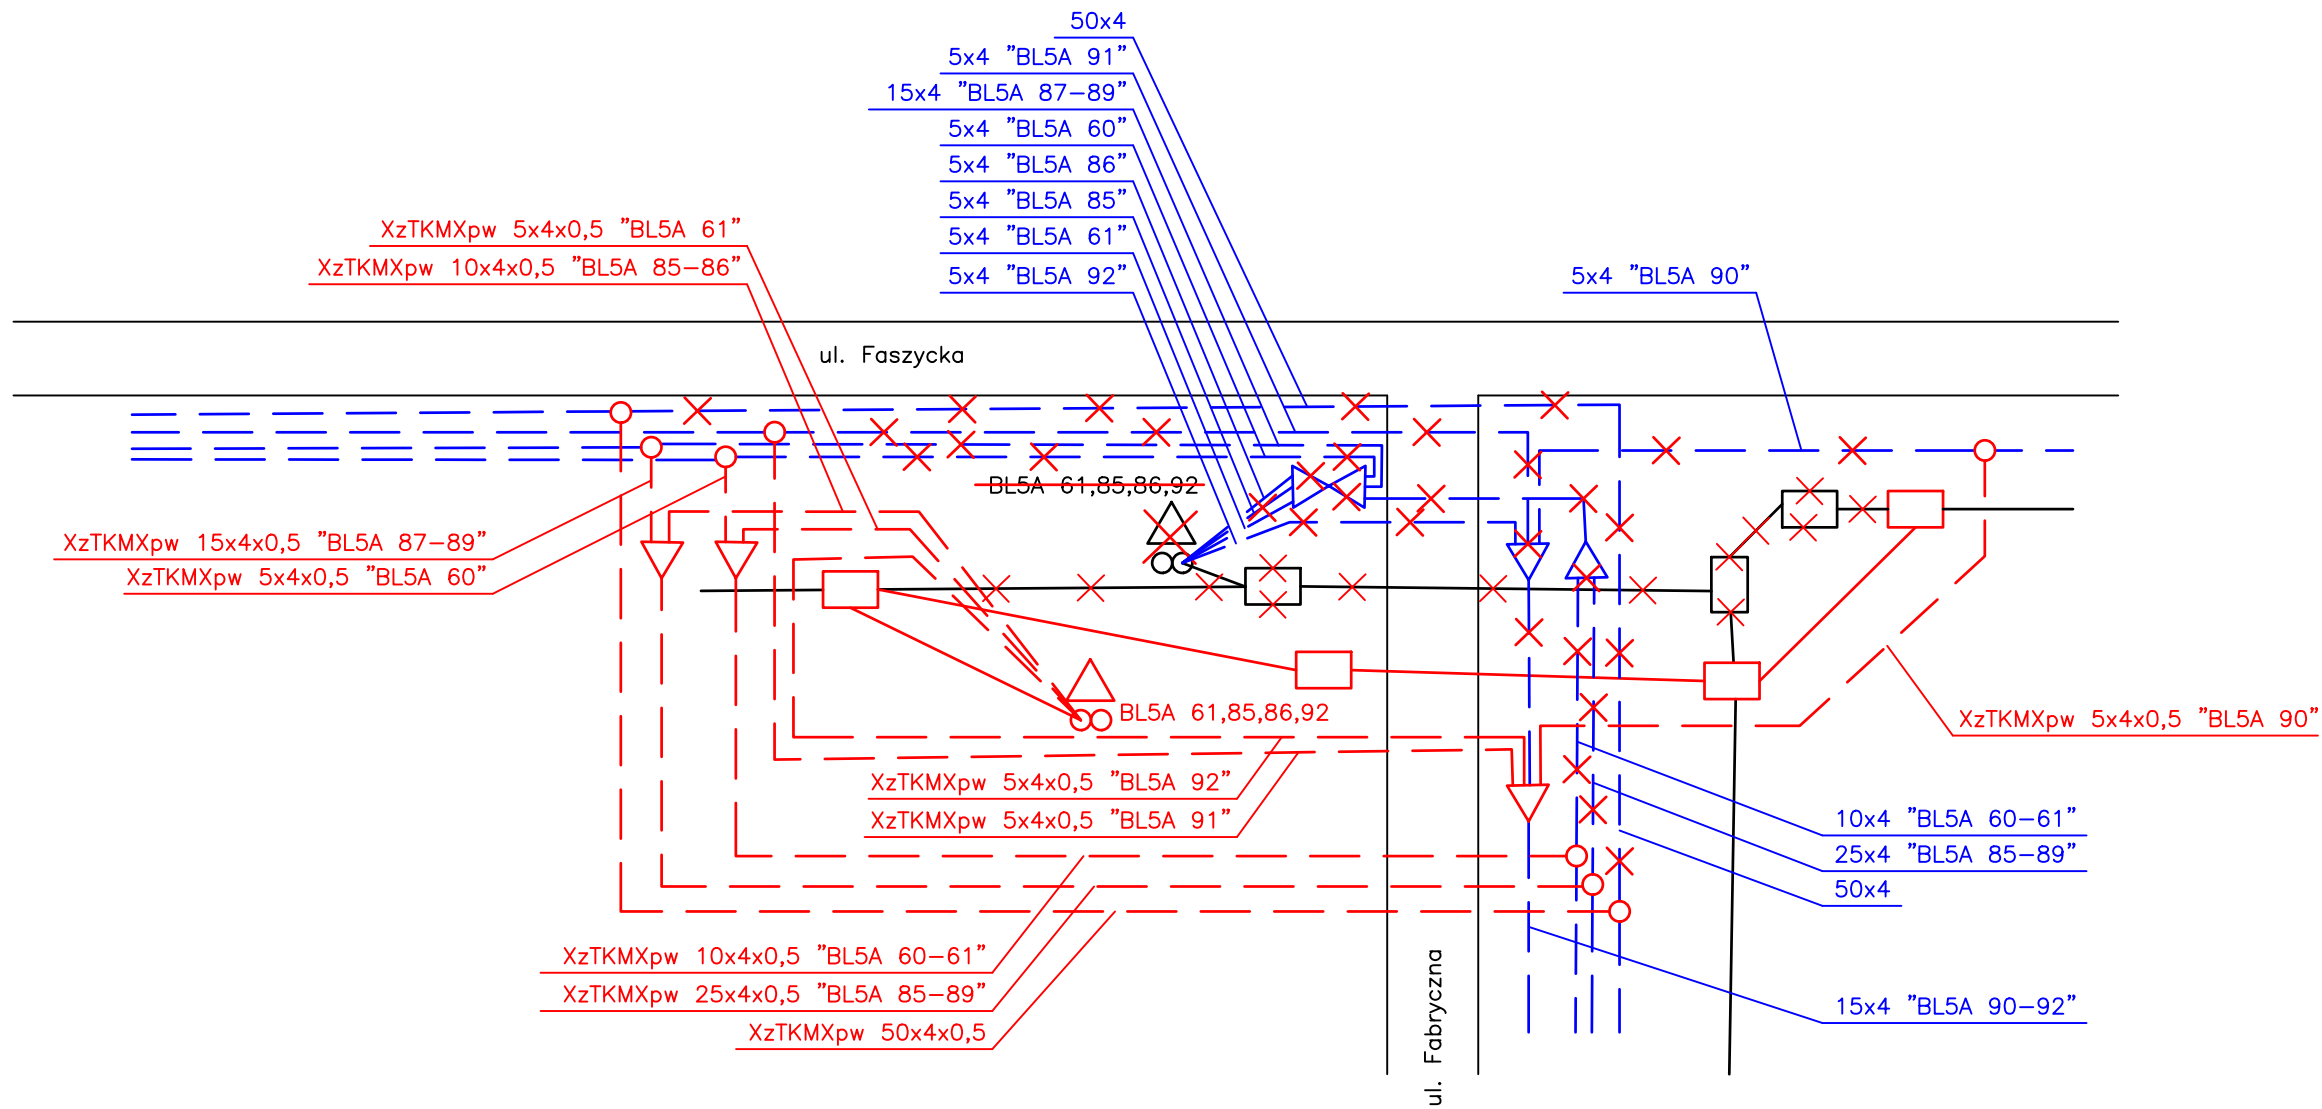 50x4
5x4 "BL5A 91"
15x4 "BL5A 87-89"
5x4 "BL5A 60"
5x4 "BL5A 86"
5x4 "BL5A 85"
5x4 "BL5A 61"
5x4 "BL5A 92"
XzTKMXpw 5x4x0,5 "BL5A 61"
XzTKMXpw 10x4x0,5 "BL5A 85-86"
5x4 "BL5A 90"
ul. Faszycka
BL5A 61,85,86,92
XzTKMXpw 15x4x0,5 "BL5A 87-89"
XzTKMXpw 5x4x0,5 "BL5A 60"
BL5A 61,85,86,92
XzTKMXpw 5x4x0,5 "BL5A 90"
XzTKMXpw 5x4x0,5 "BL5A 92"
XzTKMXpw 5x4x0,5 "BL5A 91"
10x4 "BL5A 60-61"
25x4 "BL5A 85-89"
50x4
XzTKMXpw 10x4x0,5 "BL5A 60-61"
XzTKMXpw 25x4x0,5 "BL5A 85-89"
XzTKMXpw 50x4x0,5
ul. Fabryczna
15x4 "BL5A 90-92"